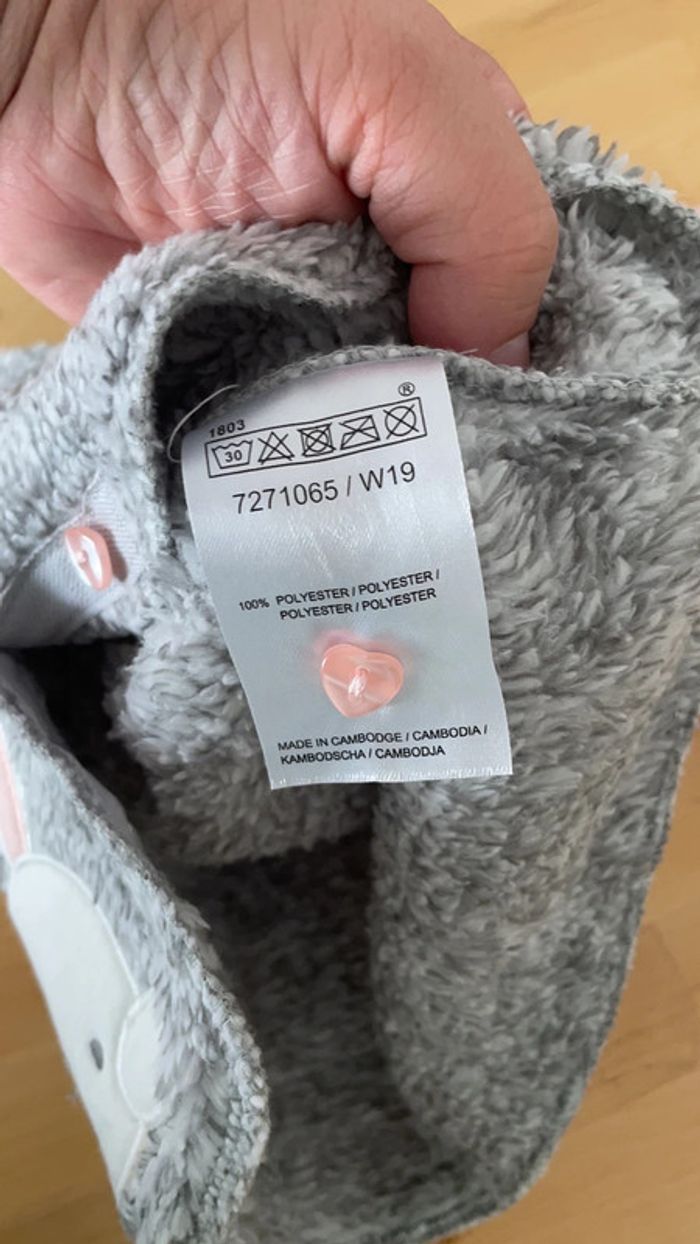 ®
1803
30
7271065 / W19
100% POLYESTER / POLYESTER /
POLYESTER / POLYESTER
MADE IN CAMBODGE / CAMBODIA /
KAMBODSCHA / CAMBODJA